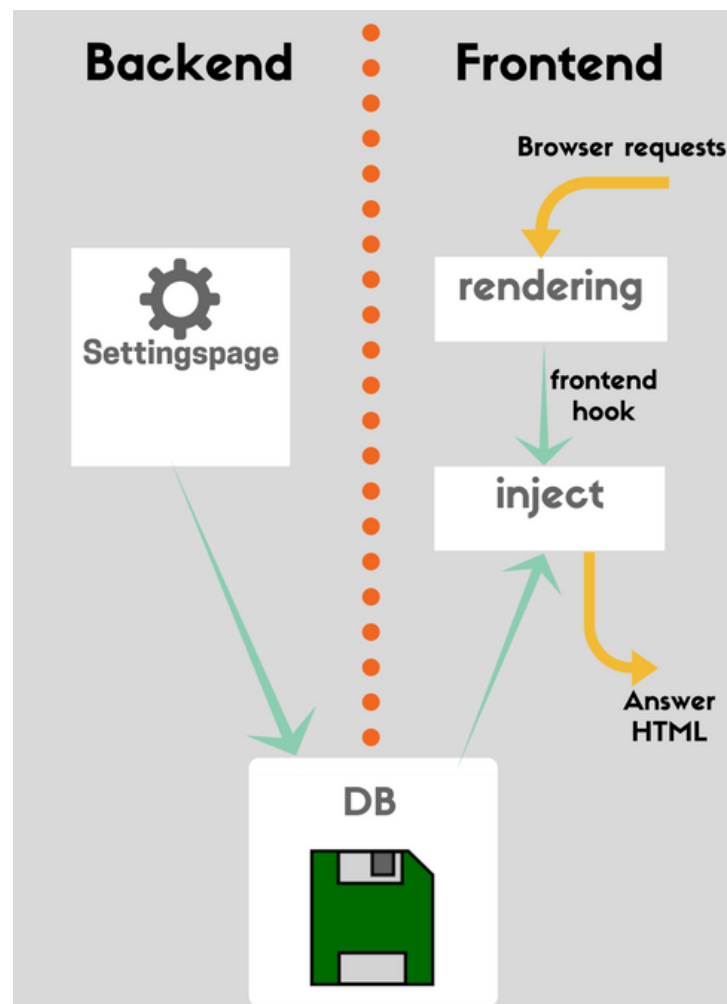 Backend
Frontend
Browser requests
Settingspage
rendering
frontend
hook
inject
Answer
HTML
DB